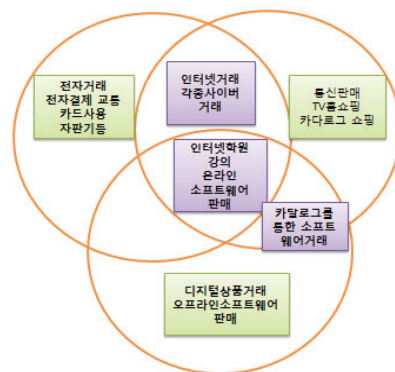 전자거래
전자결제 교통
카드사용
자판기등
인터넷거래
각종사이버
거래
통신판매
TV홈쇼핑
카다로그 쇼핑
인터넷학원
강의
온라인
소프트웨어
판매
카달로그를
통한 소프트
웨어거래
디지털상품거래
오프라인소프트웨어
판매